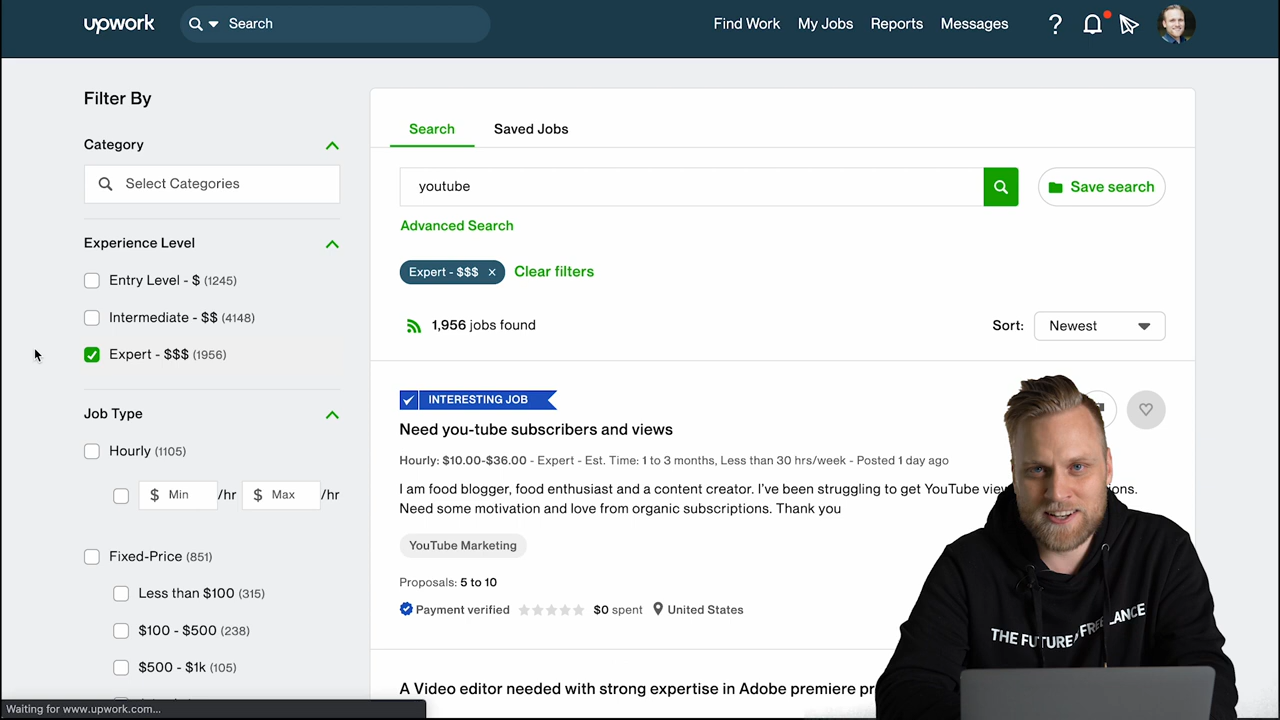 upwork
Search
Find Work
My Jobs
Reports
Messages
?
Filter By
Category
Select Categories
Experience Level
Entry Level - $ (1245)
Intermediate - $$ (4148)
Expert - $$$ (1956)
Job Type
Hourly (1105)
$ Min /hr $ Max /hr
Fixed-Price (851)
Less than $100 (315)
$100 - $500 (238)
$500 - $1k (105)
Search
Saved Jobs
youtube
Save search
Advanced Search
Expert - $$$ ×
Clear filters
1,956 jobs found
Sort: Newest
INTERESTING JOB
Need you-tube subscribers and views
Hourly: $10.00-$36.00 - Expert - Est. Time: 1 to 3 months, Less than 30 hrs/week - Posted 1 day ago
I am food blogger, food enthusiast and a content creator. I've been struggling to get YouTube
Need some motivation and love from organic subscriptions. Thank you
YouTube Marketing
Proposals: 5 to 10
Payment verified
$0 spent
United States
A Video editor needed with strong expertise in Adobe premiere
THE FUTURE FREELANCE
Waiting for www.upwork.com...